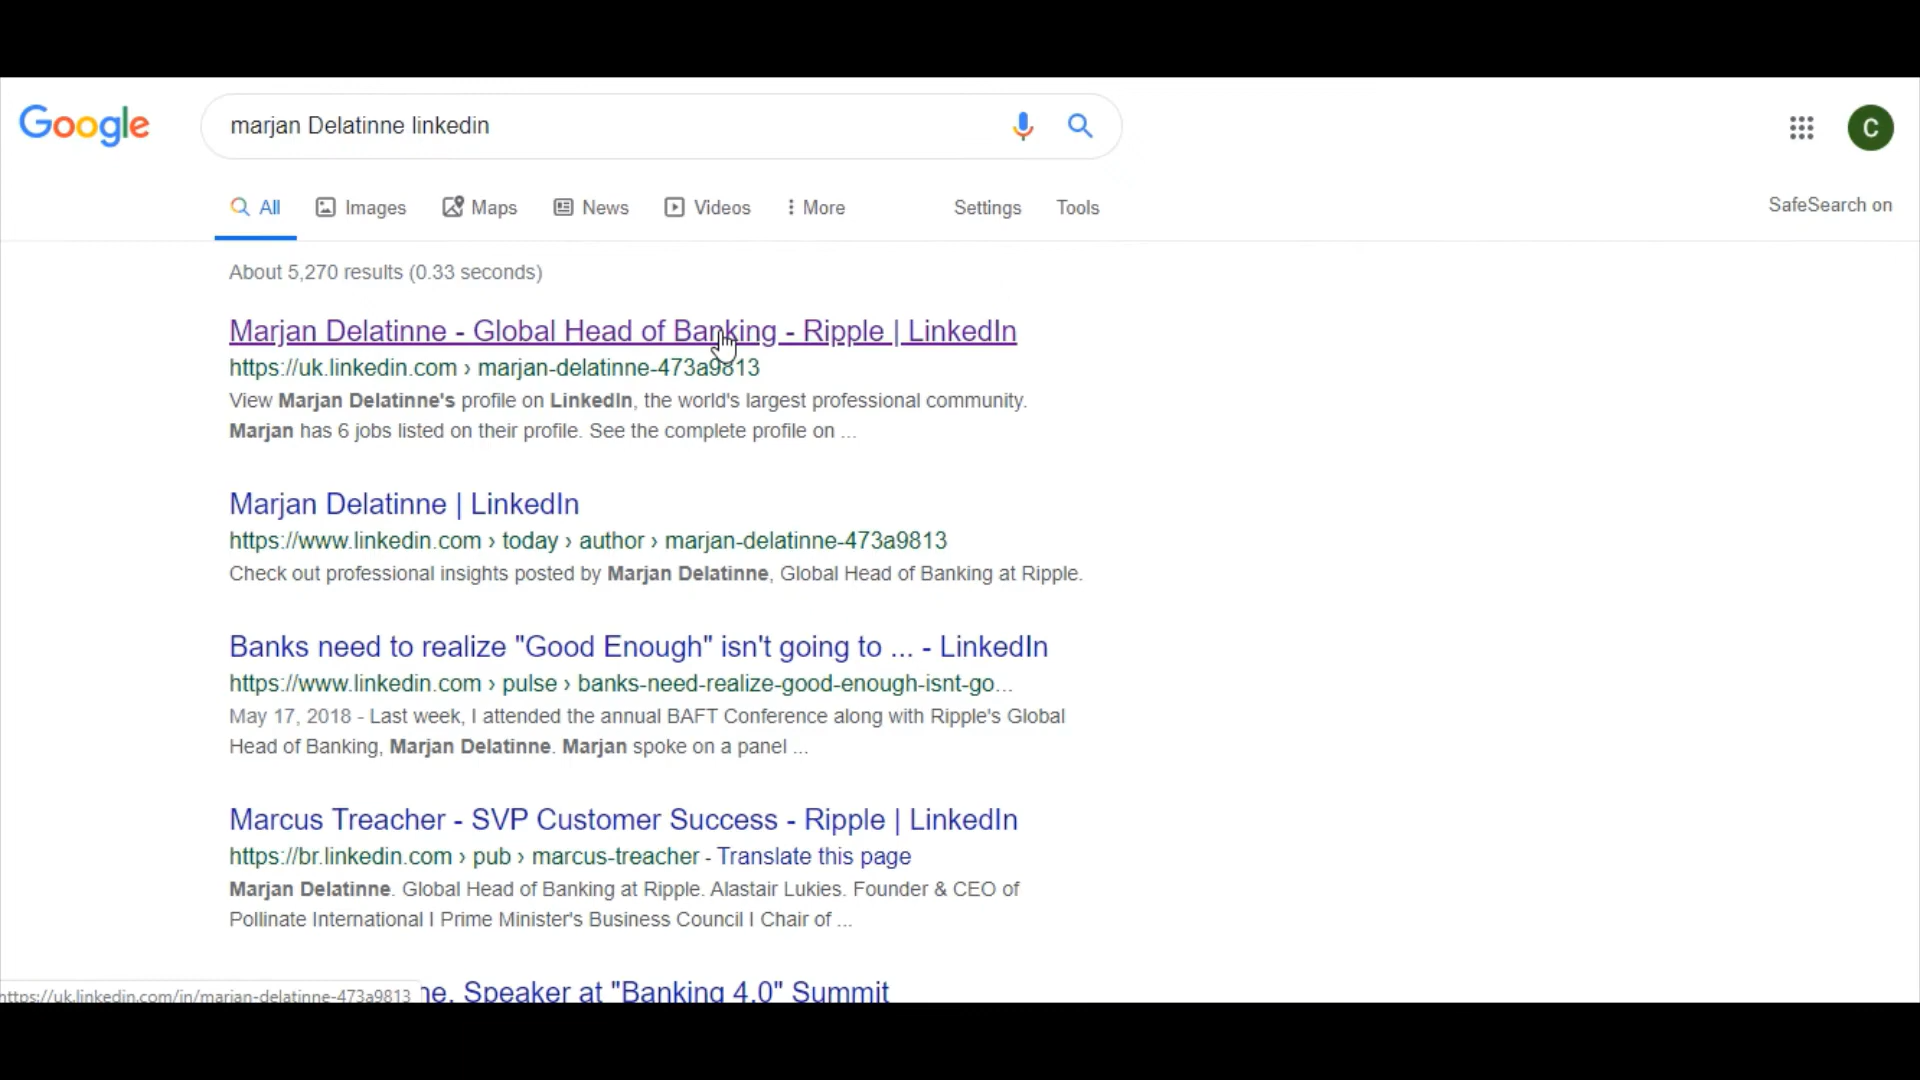 Google
marjan Delatinne linkedin
C
All Images Maps News Videos More Settings Tools
SafeSearch on
About 5,270 results (0.33 seconds)
Marjan Delatinne - Global Head of Banking - Ripple | LinkedIn
https://uk.linkedin.com › marjan-delatinne-473a9813
View Marjan Delatinne's profile on LinkedIn, the world's largest professional community.
Marjan has 6 jobs listed on their profile. See the complete profile on ...
Marjan Delatinne | LinkedIn
https://www.linkedin.com › today › author › marjan-delatinne-473a9813
Check out professional insights posted by Marjan Delatinne, Global Head of Banking at Ripple.
Banks need to realize "Good Enough" isn't going to ... - LinkedIn
https://www.linkedin.com › pulse › banks-need-realize-good-enough-isnt-go...
May 17, 2018 - Last week, I attended the annual BAFT Conference along with Ripple's Global
Head of Banking, Marjan Delatinne. Marjan spoke on a panel ...
Marcus Treacher - SVP Customer Success - Ripple | LinkedIn
https://br.linkedin.com › pub › marcus-treacher - Translate this page
Marjan Delatinne. Global Head of Banking at Ripple. Alastair Lukies. Founder & CEO of
Pollinate International I Prime Minister's Business Council I Chair of ...
ne, Speaker at "Banking 4.0" Summit
https://uk.linkedin.com/in/marjan-delatinne-473a9813